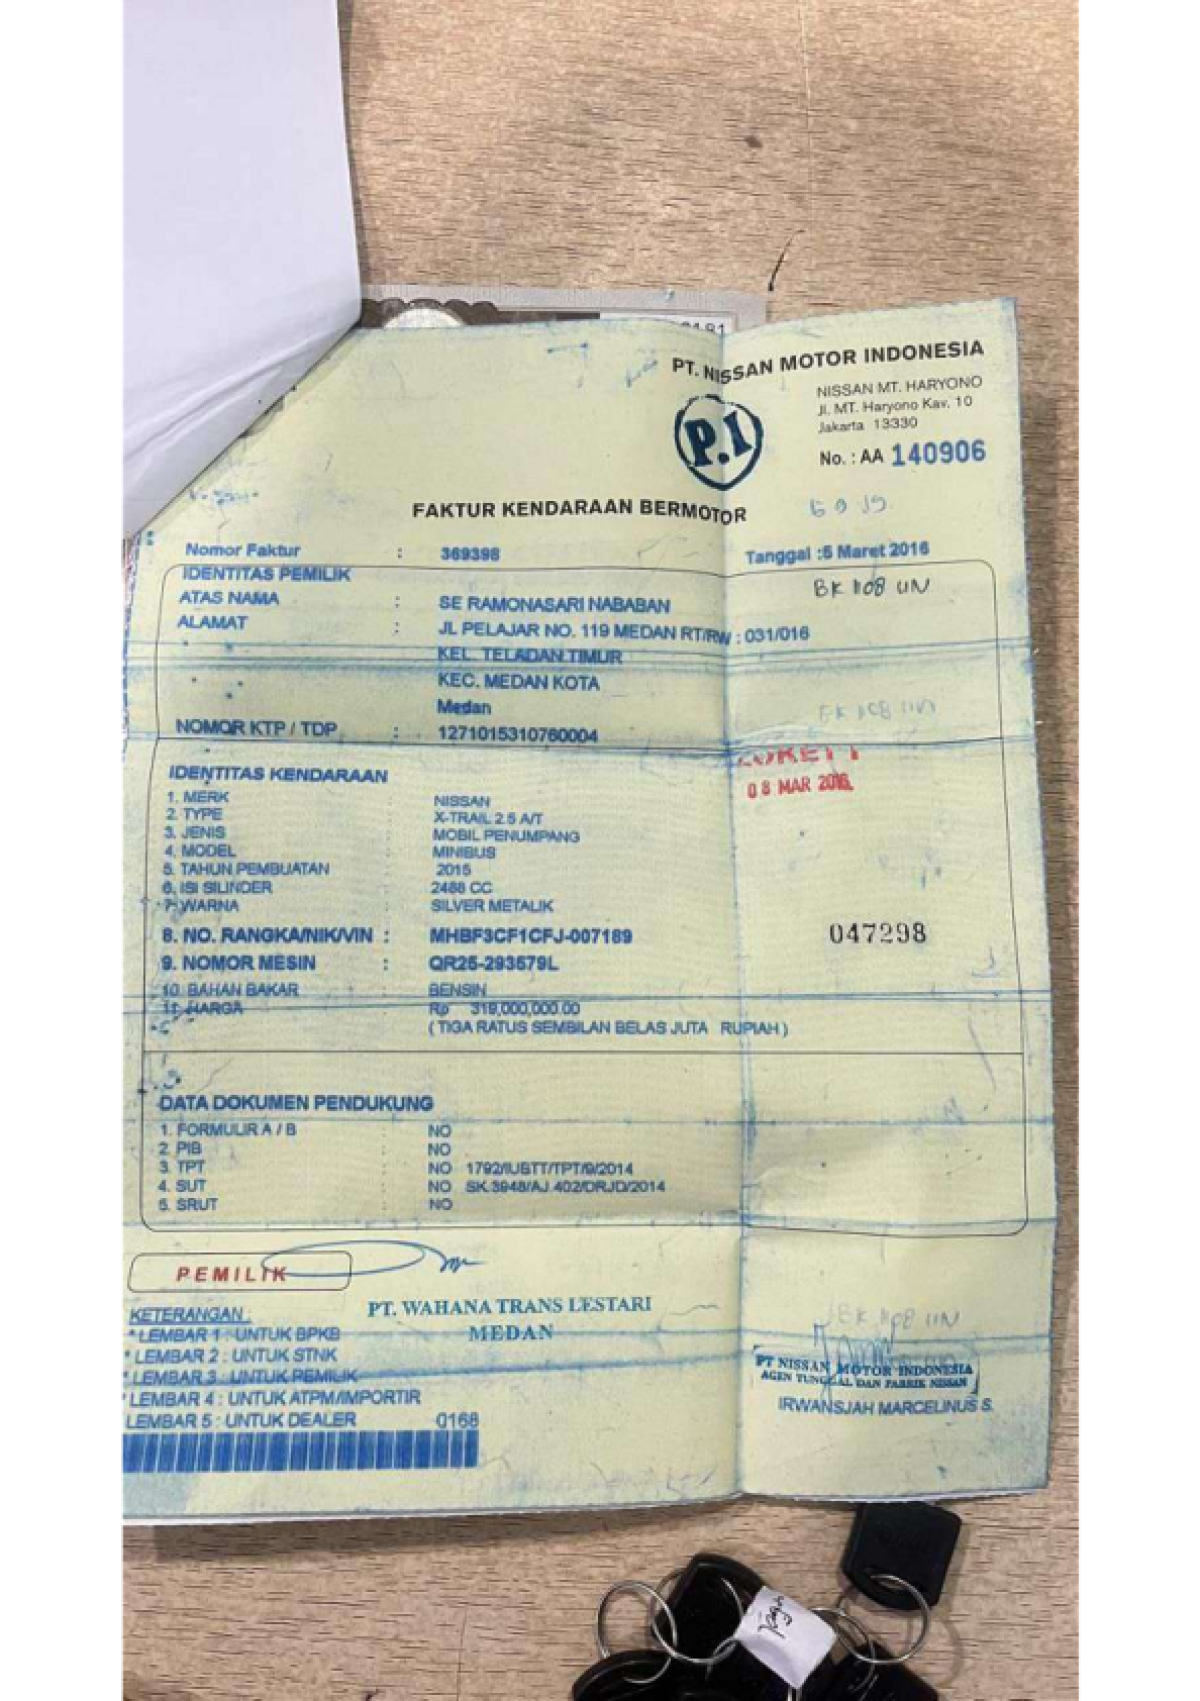 PT. NISSAN MOTOR INDONESIA
NISSAN MT. HARYONO
Jl. MT. Haryono Kav. 10
Jakarta 13330
P.I
No. : AA 140906
FAKTUR KENDARAAN BERMOTOR
Nomor Faktur : 369398 Tanggal : 5 Maret 2016
IDENTITAS PEMILIK
BK 1108 UN
ATAS NAMA : SE RAMONASARI NABABAN
ALAMAT : JL PELAJAR NO. 119 MEDAN RT/RW : 031/016
KEL. TELADAN TIMUR
KEC. MEDAN KOTA
Medan
BK 1108 UN
NOMOR KTP / TDP : 1271015310760004
IDENTITAS KENDARAAN
08 MAR 2016
1. MERK : NISSAN
2. TYPE : X-TRAIL 2.5 A/T
3. JENIS : MOBIL PENUMPANG
4. MODEL : MINIBUS
5. TAHUN PEMBUATAN : 2015
6. ISI SILINDER : 2488 CC
7. WARNA : SILVER METALIK
8. NO. RANGKA/NIK/VIN : MHBF3CF1CFJ-007189
047298
9. NOMOR MESIN : QR25-293579L
10. BAHAN BAKAR : BENSIN
11. HARGA : Rp 319,000,000.00
( TIGA RATUS SEMBILAN BELAS JUTA RUPIAH )
DATA DOKUMEN PENDUKUNG
1. FORMULIR A / B : NO
2. PIB : NO
3. TPT : NO 1792/IUBTT/TPT/9/2014
4. SUT : NO SK.3948/AJ.402/DRJD/2014
5. SRUT : NO
PEMILIK
PT. WAHANA TRANS LESTARI
MEDAN
KETERANGAN :
* LEMBAR 1 : UNTUK BPKB
* LEMBAR 2 : UNTUK STNK
* LEMBAR 3 : UNTUK PEMILIK
* LEMBAR 4 : UNTUK ATPM/IMPORTIR
LEMBAR 5 : UNTUK DEALER 0168
BK 1108 UN
PT NISSAN MOTOR INDONESIA
AGEN TUNGGAL DAN PABRIK NISSAN
IRWANSJAH MARCELINUS S.